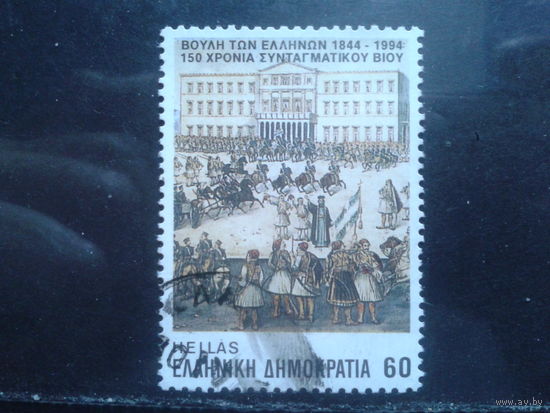 ΒΟΥΛΗ ΤΩΝ ΕΛΛΗΝΩΝ 1844 - 1994
150 ΧΡΟΝΙΑ ΣΥΝΤΑΓΜΑΤΙΚΟΥ ΒΙΟΥ
HELLAS
ΕΛΛΗΝΙΚΗ ΔΗΜΟΚΡΑΤΙΑ 60
www.ay.by